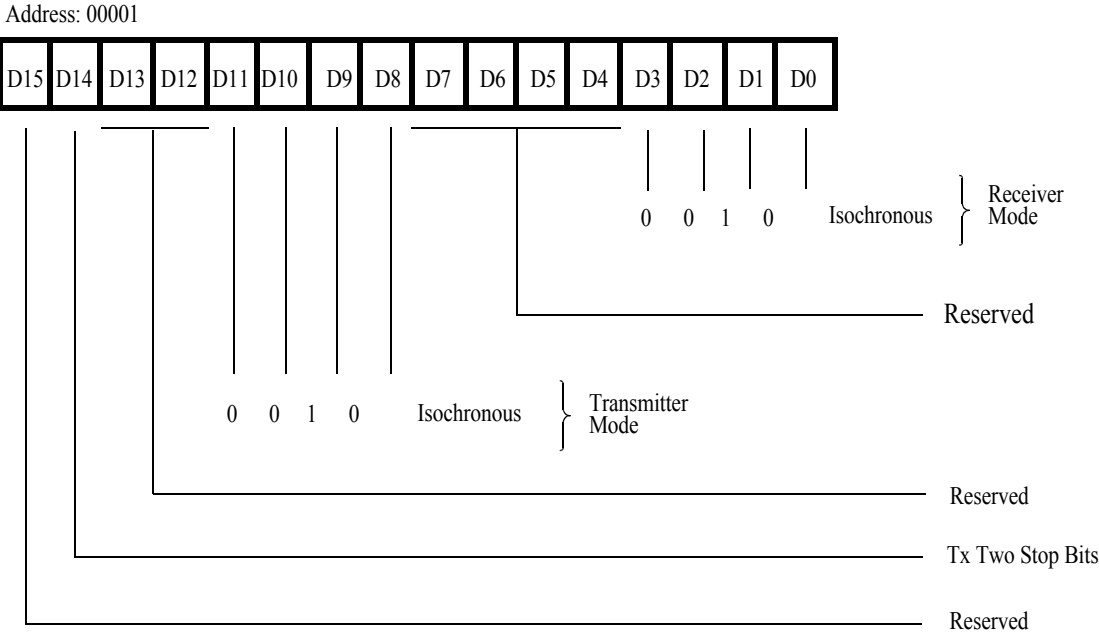 Address: 00001
D15 D14 D13 D12 D11 D10 D9 D8 D7 D6 D5 D4 D3 D2 D1 D0
0 0 1 0 Isochronous Receiver
Mode
Reserved
0 0 1 0 Isochronous Transmitter
Mode
Reserved
Tx Two Stop Bits
Reserved